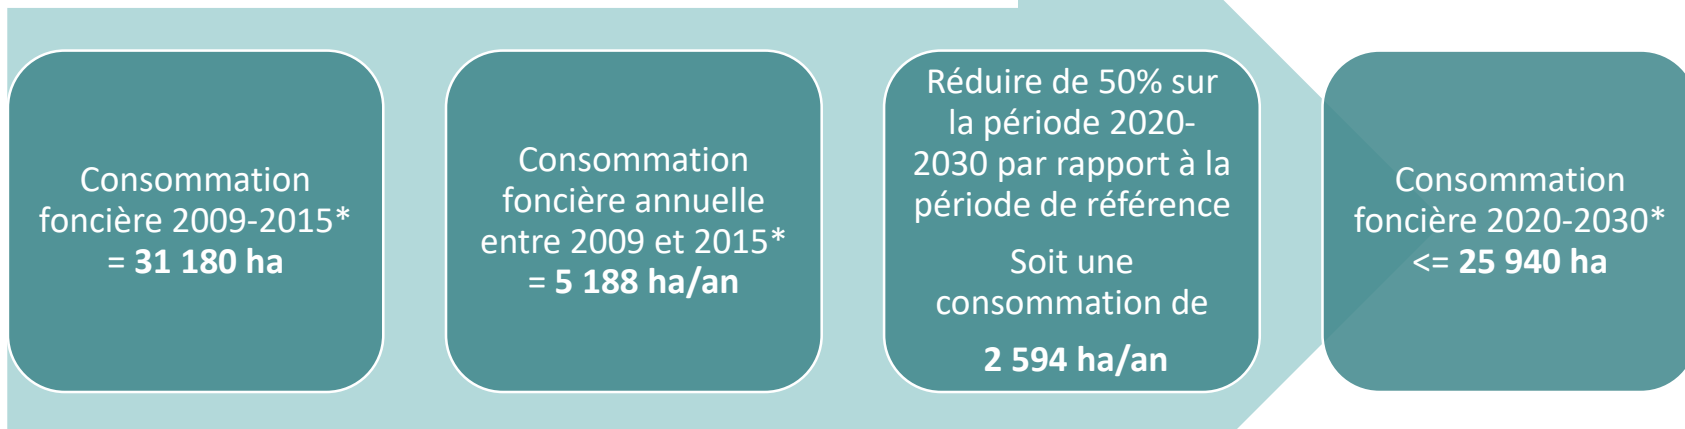 Consommation
foncière 2009-2015*
= 31 180 ha
Consommation
foncière annuelle
entre 2009 et 2015*
= 5 188 ha/an
Réduire de 50% sur
la période 2020-
2030 par rapport à la
période de référence
Soit une
consommation de
2 594 ha/an
Consommation
foncière 2020-2030*
<= 25 940 ha